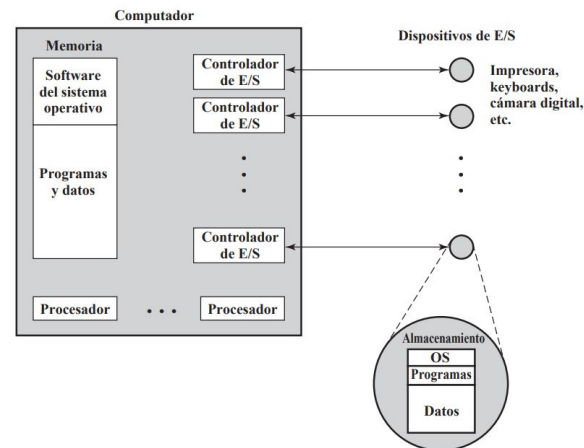 Computador
Memoria
Software
del sistema
operativo
Programas
y datos
Controlador
de E/S
Controlador
de E/S
Controlador
de E/S
Procesador
Procesador
Dispositivos de E/S
Impresora,
keyboards,
cámara digital,
etc.
Almacenamiento
OS
Programas
Datos